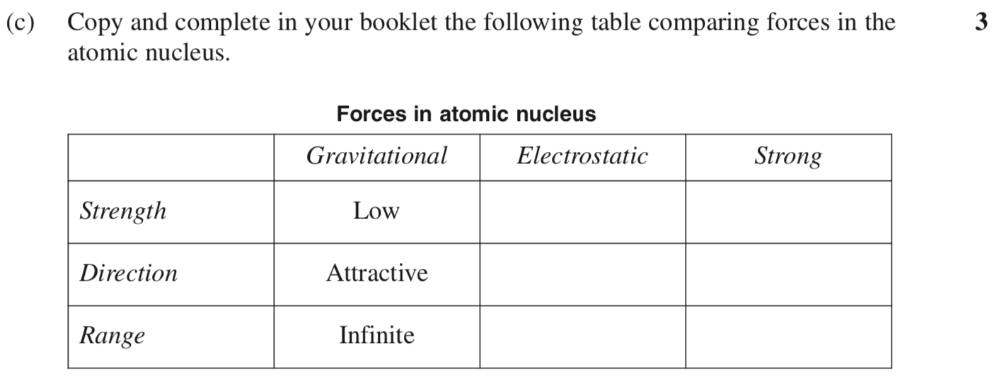 (c) Copy and complete in your booklet the following table comparing forces in the 3
atomic nucleus.
Forces in atomic nucleus
Gravitational Electrostatic Strong
Strength Low
Direction Attractive
Range Infinite